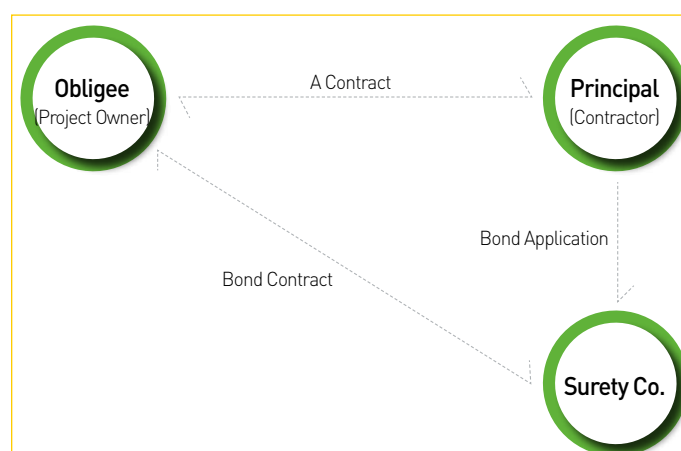 Obligee
(Project Owner)
A Contract
Principal
(Contractor)
Bond Application
Bond Contract
Surety Co.